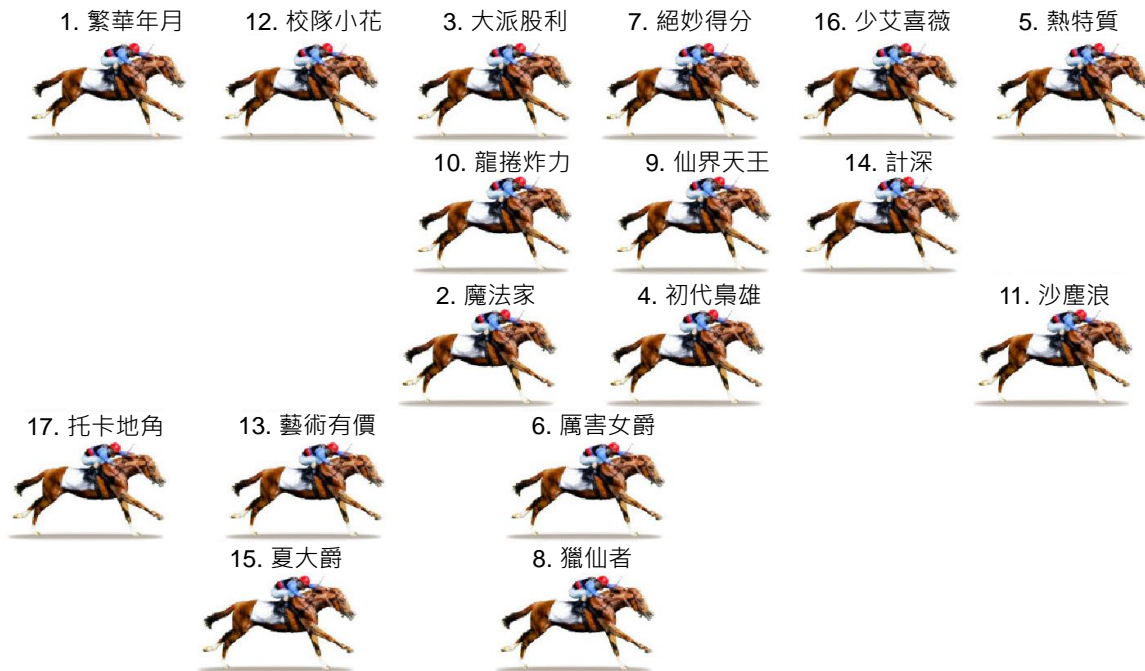 1. 繁華年月 12. 校隊小花 3. 大派股利 7. 絕妙得分 16. 少艾喜薇 5. 熱特質
10. 龍捲炸力 9. 仙界天王 14. 計深
2. 魔法家 4. 初代梟雄 11. 沙塵浪
17. 托卡地角 13. 藝術有價 6. 厲害女爵
15. 夏大爵 8. 獵仙者